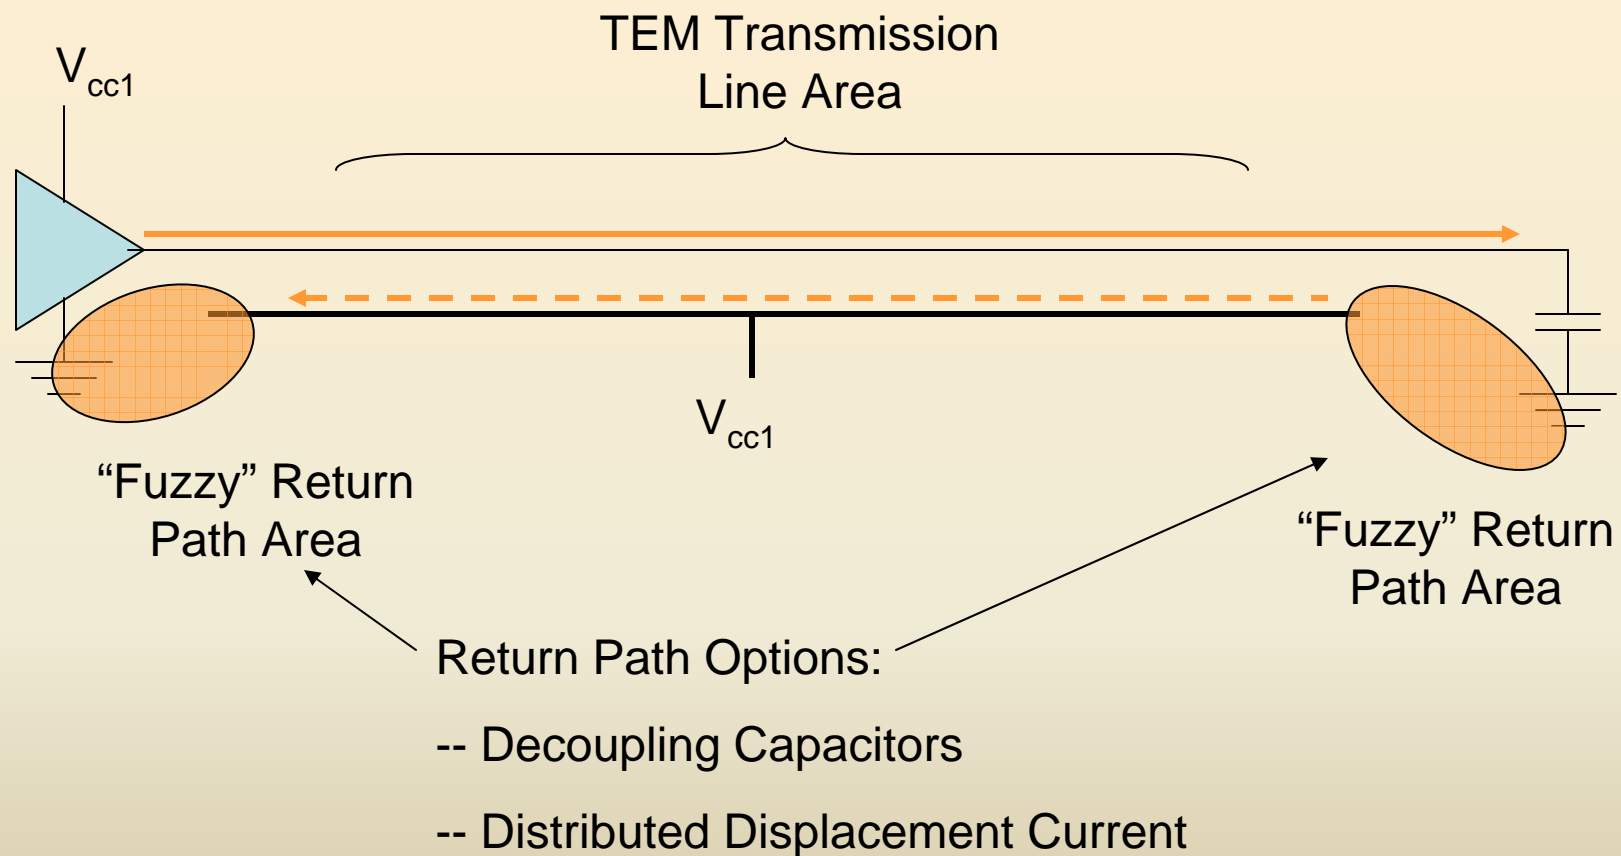 TEM Transmission
Line Area
Vcc1
Vcc1
“Fuzzy” Return
Path Area
“Fuzzy” Return
Path Area
Return Path Options:
-- Decoupling Capacitors
-- Distributed Displacement Current